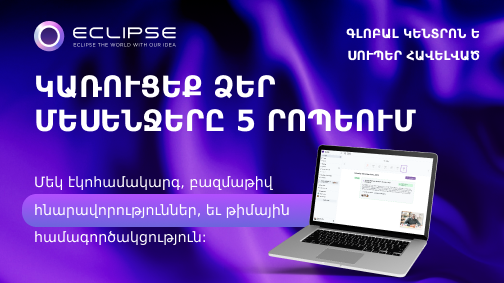 ECLIPSE
ECLIPSE THE WORLD WITH OUR IDEA
ԳԼՈԲԱԼ ԿԵՆՏՐՈՆ Է
ՍՈՒՊԵՐ ՀԱՎԵԼՎԱԾ
ԿԱՌՈՒՑԵՔ ՁԵՐ
ՄԵՍԵՆՋԵՐԸ 5 ՐՈՊԵՈՒՄ
Մեկ էկոհամակարգ, բազմաթիվ
հնարավորություններ, եւ թիմային
համագործակցություն: